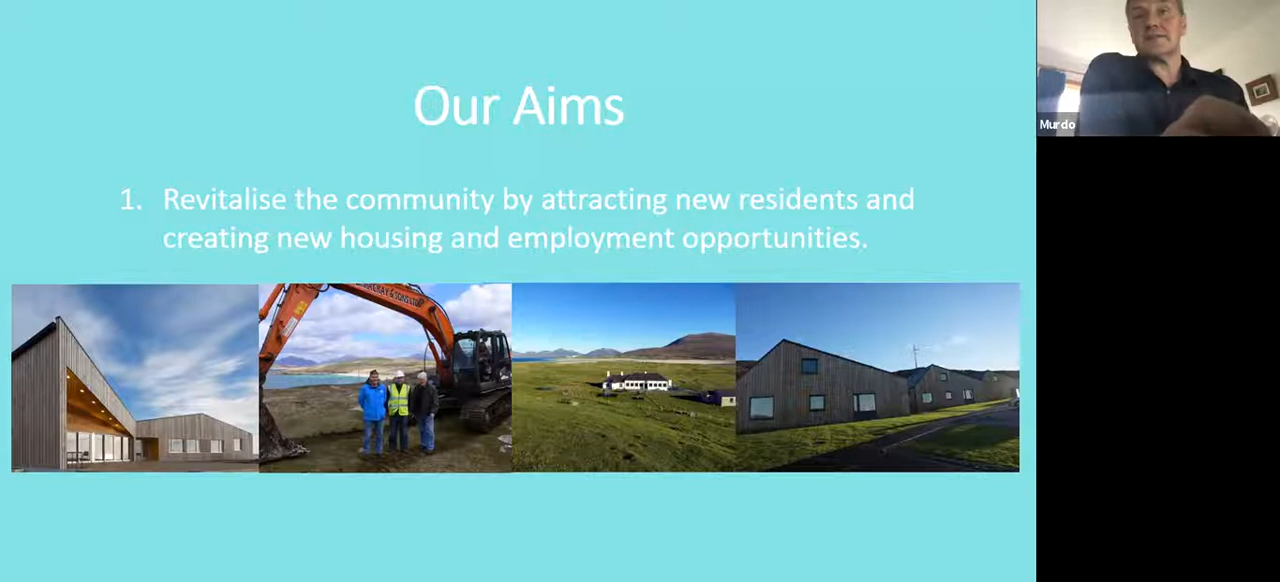 Our Aims
1. Revitalise the community by attracting new residents and
creating new housing and employment opportunities.
Murdo